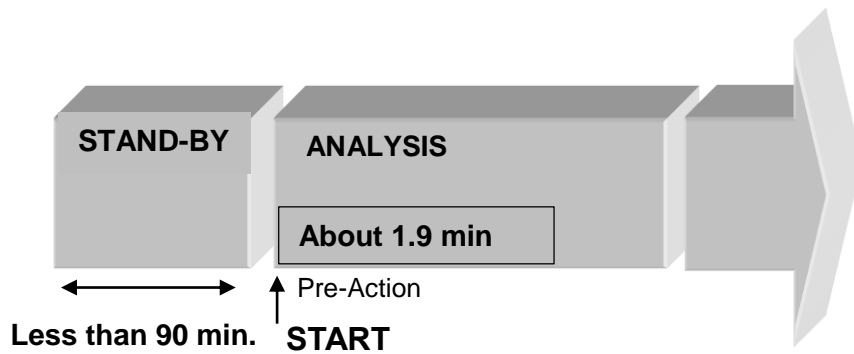 STAND-BY
ANALYSIS
About 1.9 min
Pre-Action
Less than 90 min.
START